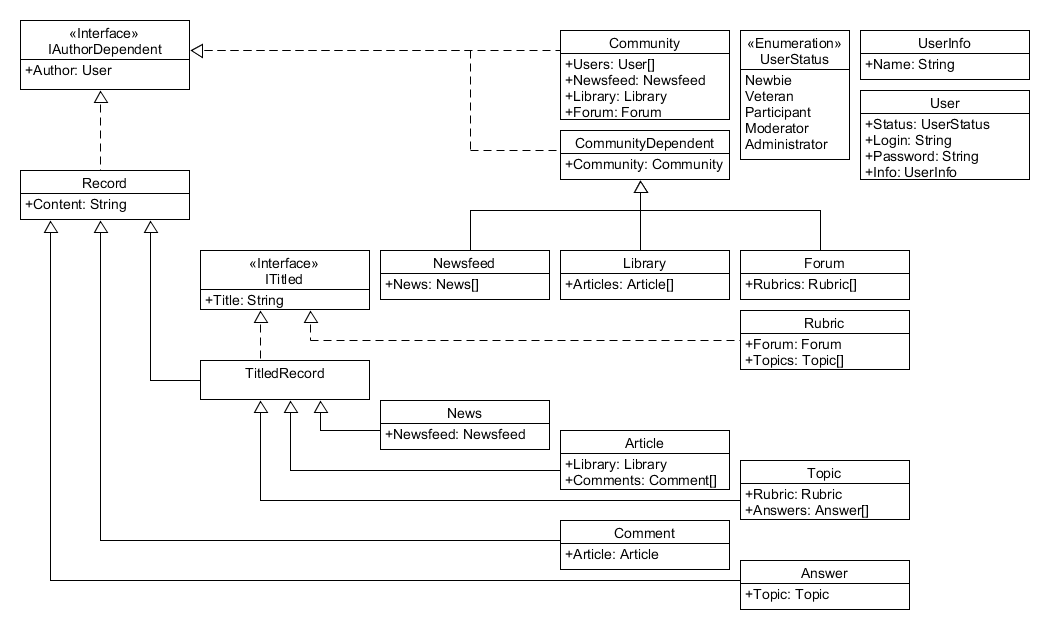 «Interface»
IAuthorDependent
+Author: User
Community
+Users: User[]
+Newsfeed: Newsfeed
+Library: Library
+Forum: Forum
«Enumeration»
UserStatus
Newbie
Veteran
Participant
Moderator
Administrator
UserInfo
+Name: String
User
+Status: UserStatus
+Login: String
+Password: String
+Info: UserInfo
CommunityDependent
+Community: Community
Record
+Content: String
«Interface»
ITitled
+Title: String
Newsfeed
+News: News[]
Library
+Articles: Article[]
Forum
+Rubrics: Rubric[]
Rubric
+Forum: Forum
+Topics: Topic[]
TitledRecord
News
+Newsfeed: Newsfeed
Article
+Library: Library
+Comments: Comment[]
Topic
+Rubric: Rubric
+Answers: Answer[]
Comment
+Article: Article
Answer
+Topic: Topic